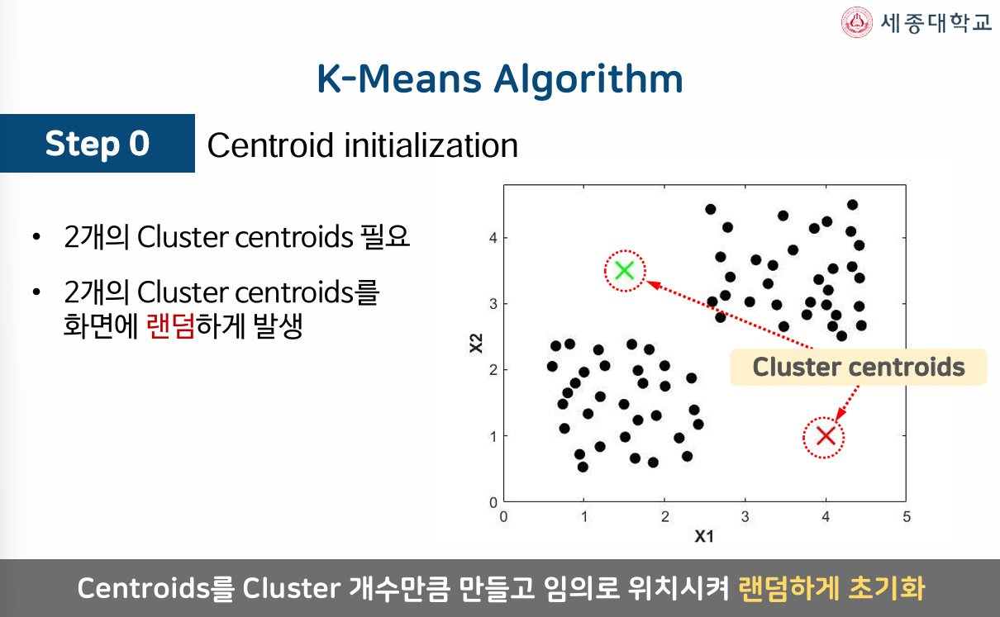 세종대학교
K-Means Algorithm
Step 0
Centroid initialization
• 2개의 Cluster centroids 필요
• 2개의 Cluster centroids를
화면에 랜덤하게 발생
4
3
2
1
0
X2
0 1 2 3 4 5
X1
Cluster centroids
Centroids를 Cluster 개수만큼 만들고 임의로 위치시켜 랜덤하게 초기화